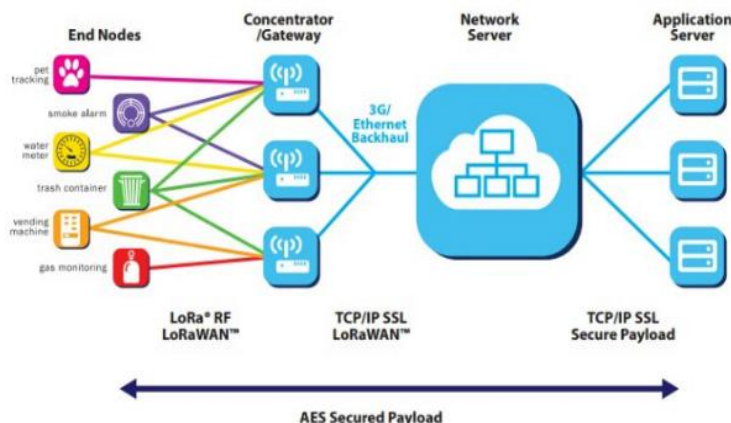 End Nodes
Concentrator
/Gateway
Network
Server
Application
Server
pet
tracking
smoke alarm
water
meter
trash container
vending
machine
gas monitoring
3G/
Ethernet
Backhaul
LoRa® RF
LoRaWAN™
TCP/IP SSL
LoRaWAN™
TCP/IP SSL
Secure Payload
AES Secured Payload